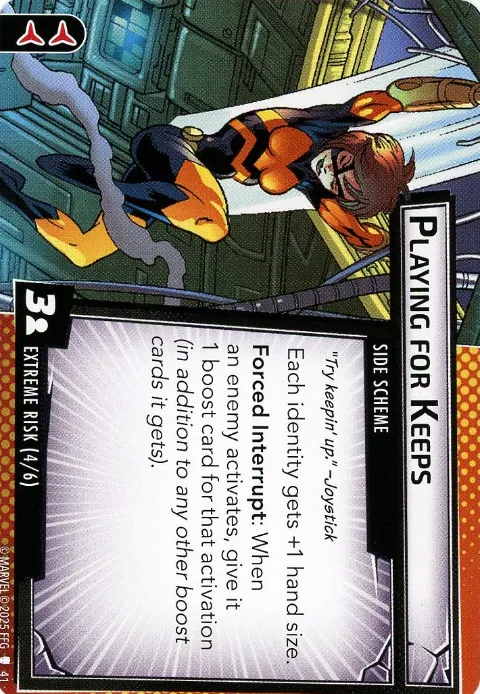 PLAYING FOR KEEPS
SIDE SCHEME
"Try keepin' up." –Joystick
Each identity gets +1 hand size.
Forced Interrupt: When
an enemy activates, give it
1 boost card for that activation
(in addition to any other boost
cards it gets).
3
EXTREME RISK (4/6)
© MARVEL © 2025 FFG 41